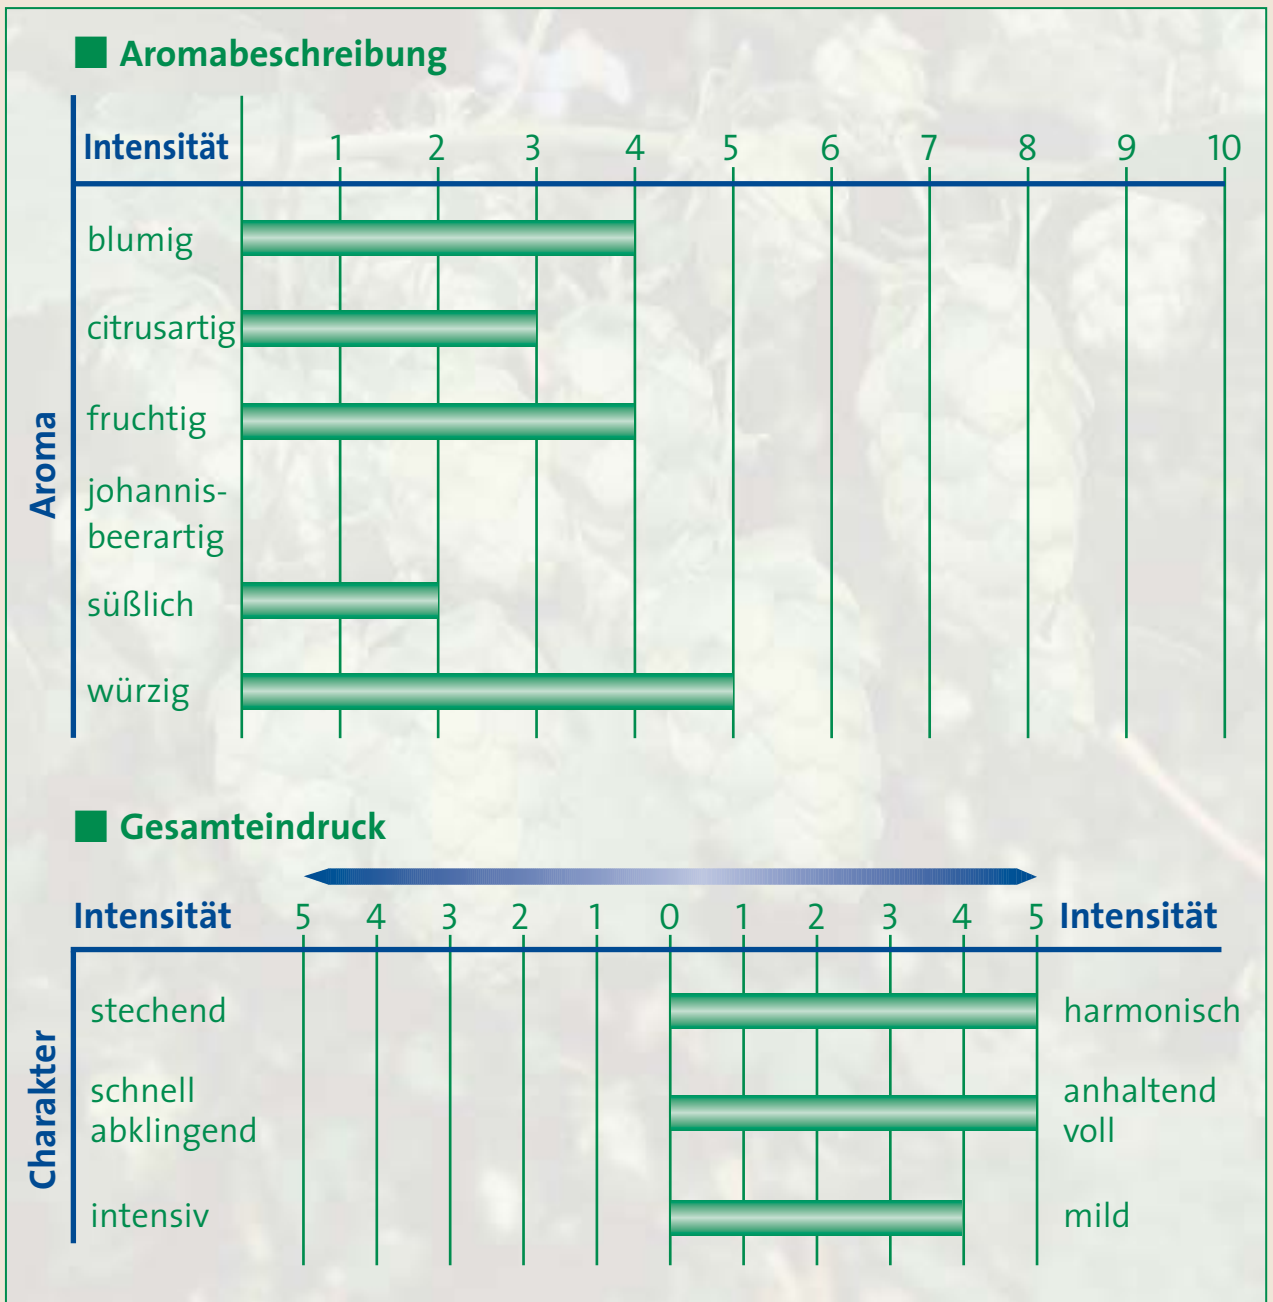 Aromabeschreibung
Intensität 1 2 3 4 5 6 7 8 9 10
Aroma
blumig
citrusartig
fruchtig
johannis-
beerartig
süßlich
würzig
Gesamteindruck
Intensität 5 4 3 2 1 0 1 2 3 4 5 Intensität
Charakter
stechend harmonisch
schnell anhaltend
abklingend voll
intensiv mild